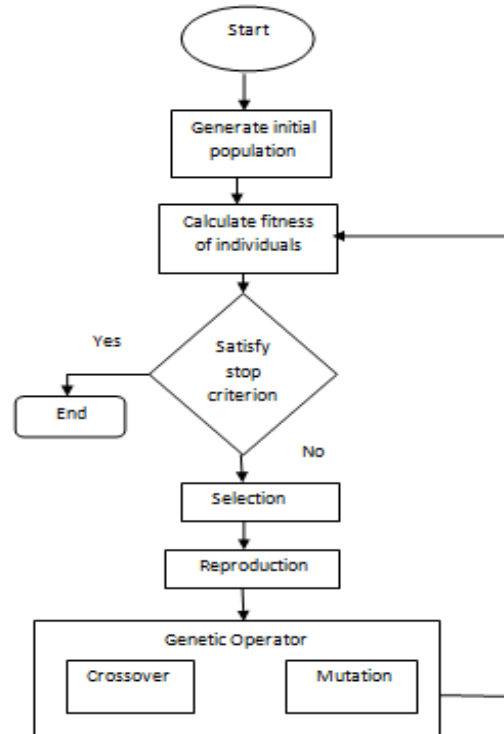 Start
Generate initial
population
Calculate fitness
of individuals
Yes
Satisfy
stop
criterion
End
No
Selection
Reproduction
Genetic Operator
Crossover
Mutation